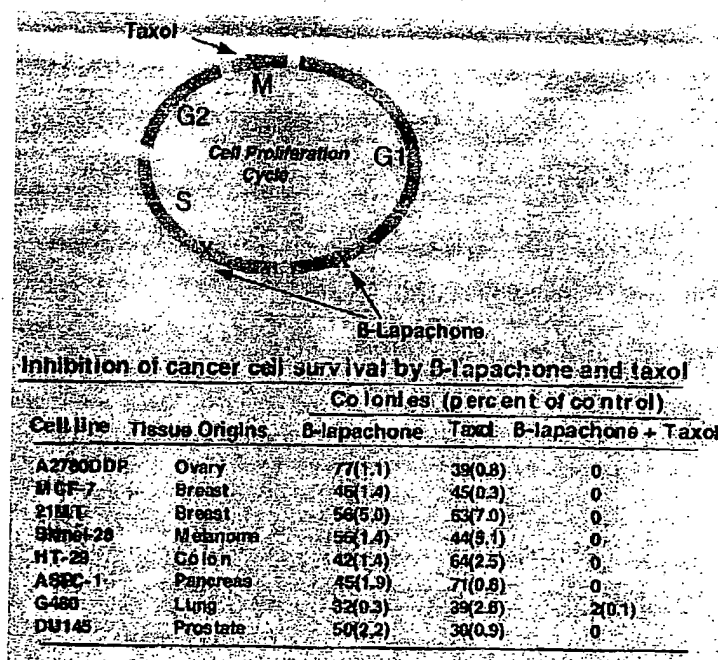 Taxol
M
G2
Cell Proliferation
Cycle
G1
S
β-Lapachone
Inhibition of cancer cell survival by β-lapachone and taxol
Colonies (percent of control)
Cell line Tissue Origins β-lapachone Taxol β-lapachone + Taxol
A2780DDP Ovary 77(1.1) 39(0.8) 0
MCF-7 Breast 46(1.4) 45(0.3) 0
21MT Breast 56(5.0) 63(7.0) 0
Skmel-28 Melanoma 56(1.4) 44(5.1) 0
HT-29 Colon 42(1.4) 64(2.5) 0
ASPC-1 Pancreas 45(1.9) 71(0.8) 0
G480 Lung 32(0.3) 39(2.8) 2(0.1)
DU145 Prostate 50(2.2) 30(0.9) 0